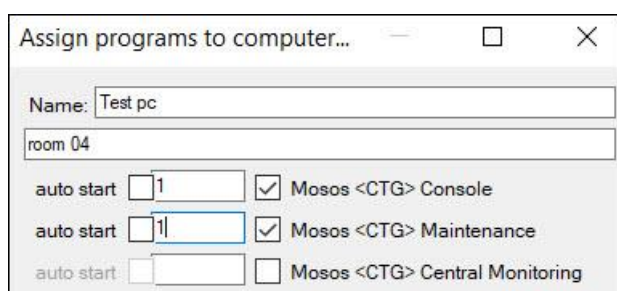 Assign programs to computer...
Name: Test pc
room 04
auto start 1 Mosos <CTG> Console
auto start 1 Mosos <CTG> Maintenance
auto start Mosos <CTG> Central Monitoring